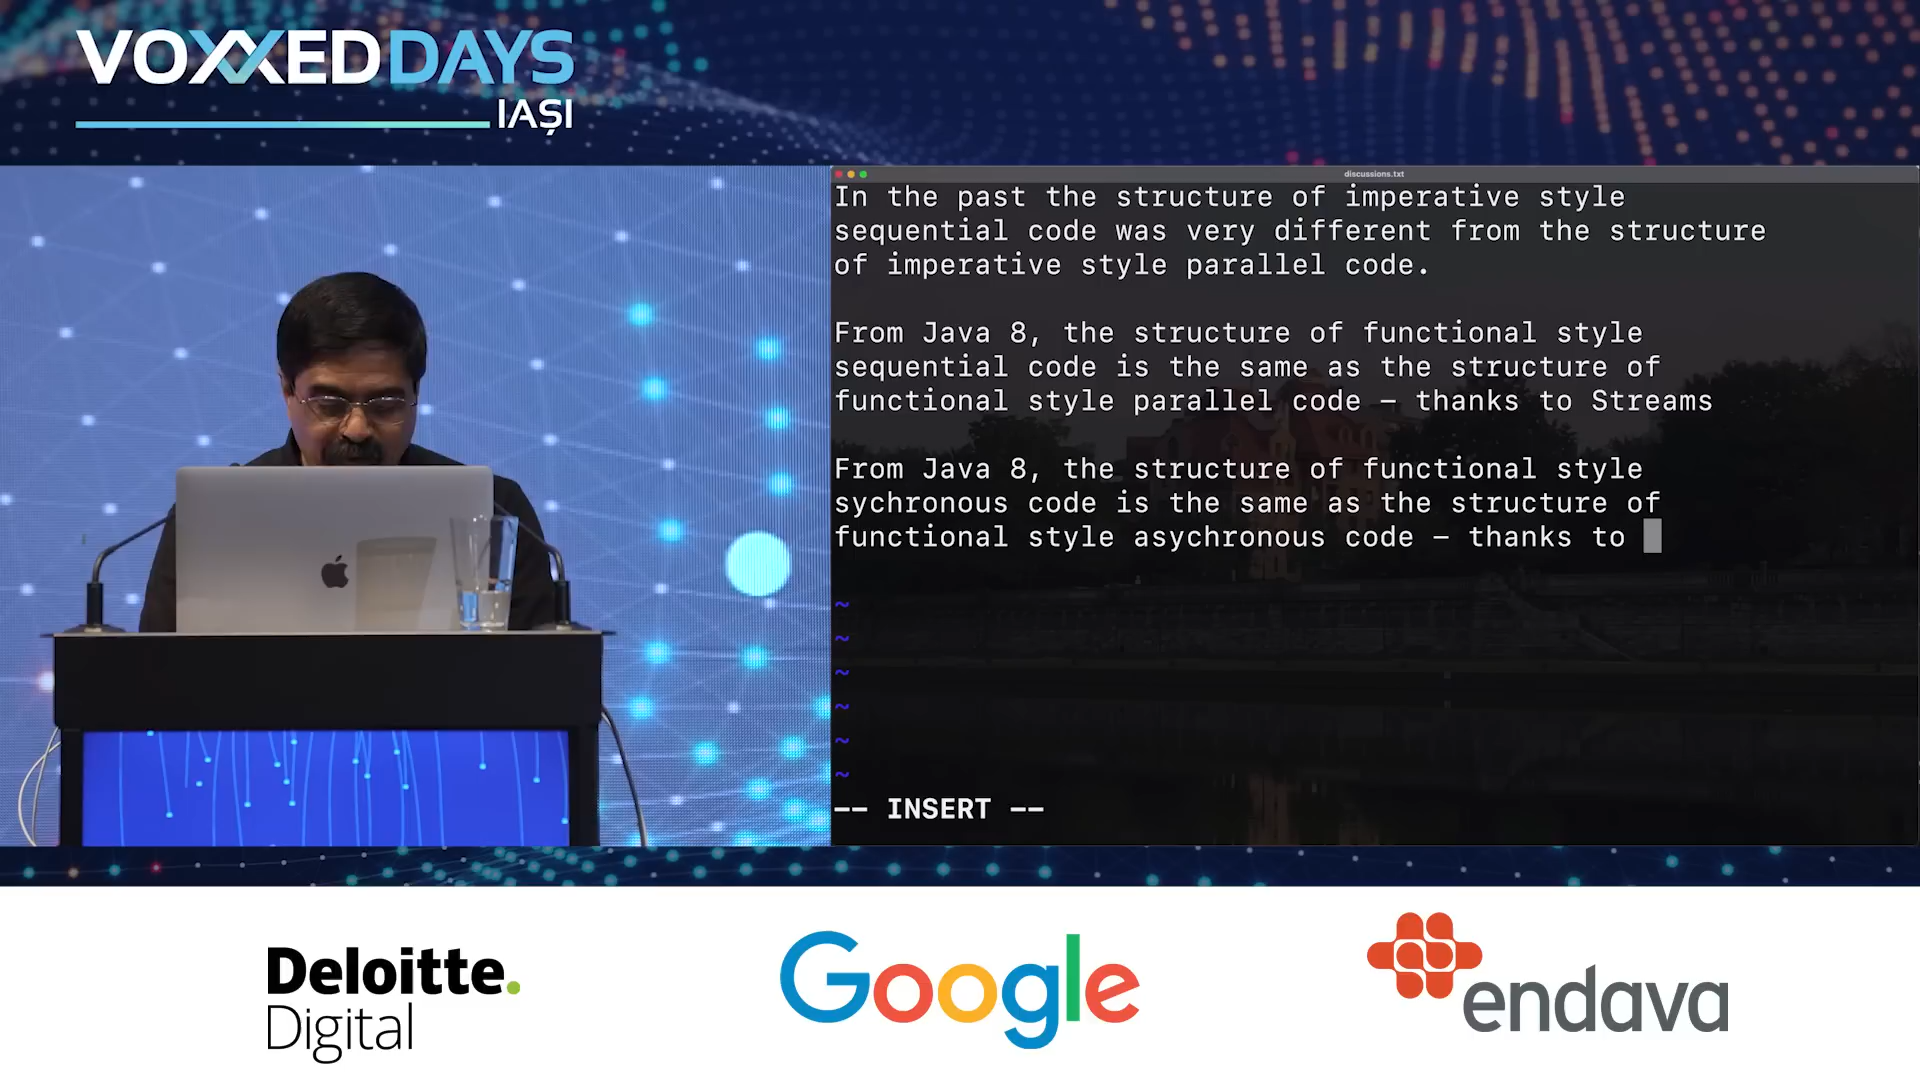 VOXXEDDAYS
IAȘI
discussions.txt
In the past the structure of imperative style
sequential code was very different from the structure
of imperative style parallel code.
From Java 8, the structure of functional style
sequential code is the same as the structure of
functional style parallel code – thanks to Streams
From Java 8, the structure of functional style
sychronous code is the same as the structure of
functional style asychronous code – thanks to
~
~
~
~
~
~
-- INSERT --
Deloitte.
Digital
Google
endava